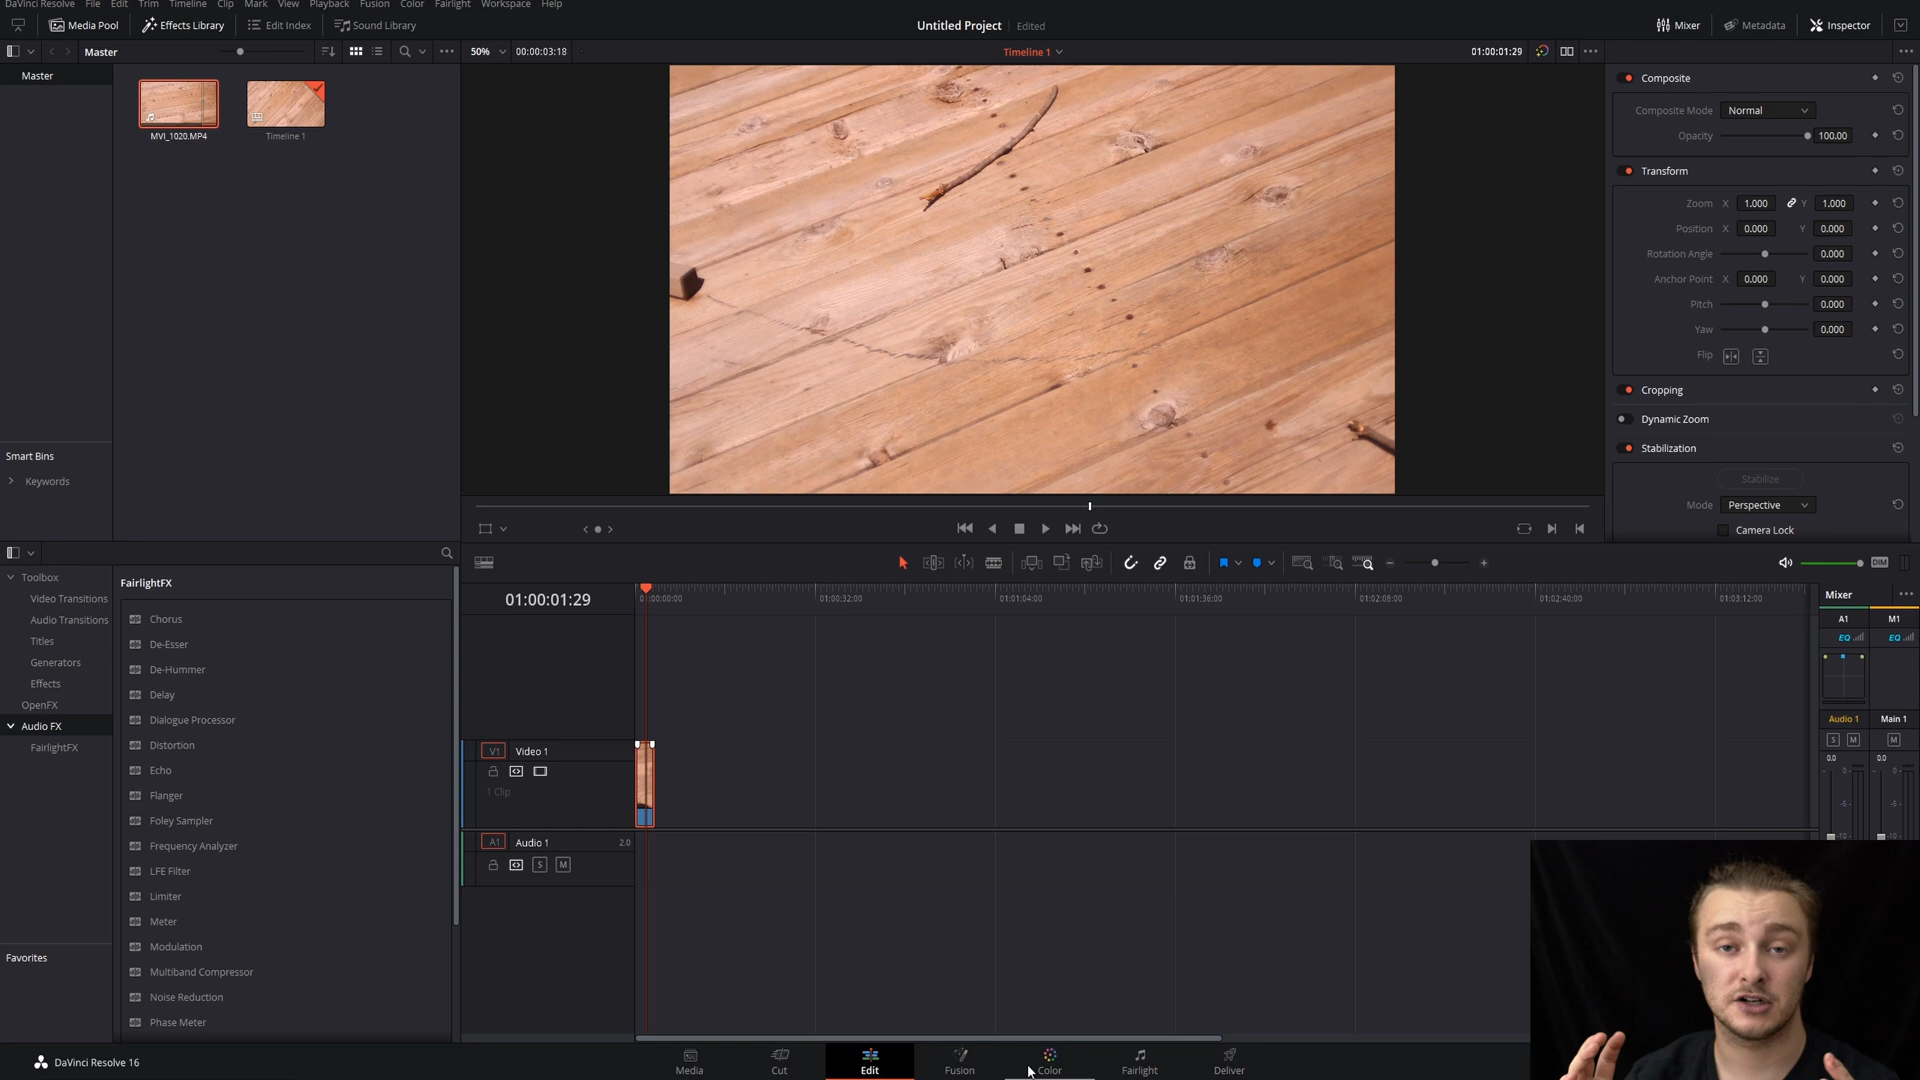 DaVinci Resolve File Edit Trim Timeline Clip Mark View Playback Fusion Color Fairlight Workspace Help
Media Pool Effects Library Edit Index Sound Library Untitled Project Edited Mixer Metadata Inspector
Master 50% 00:00:03:18 Timeline 1 01:00:01:29
Master
MVI_1020.MP4 Timeline 1
Smart Bins
Keywords
Composite
Composite Mode Normal
Opacity 100.00
Transform
Zoom X 1.000 Y 1.000
Position X 0.000 Y 0.000
Rotation Angle 0.000
Anchor Point X 0.000 Y 0.000
Pitch 0.000
Yaw 0.000
Flip
Cropping
Dynamic Zoom
Stabilization
Stabilize
Mode Perspective
Camera Lock
DIM
Toolbox
Video Transitions
Audio Transitions
Titles
Generators
Effects
OpenFX
Audio FX
FairlightFX
Favorites
FairlightFX
Chorus
De-Esser
De-Hummer
Delay
Dialogue Processor
Distortion
Echo
Flanger
Foley Sampler
Frequency Analyzer
LFE Filter
Limiter
Meter
Modulation
Multiband Compressor
Noise Reduction
Phase Meter
01:00:01:29
01:00:32:00 01:01:04:00 01:01:36:00 01:02:08:00 01:02:40:00 01:03:12:00
V1 Video 1
1 Clip
A1 Audio 1 2.0
S M
Mixer
A1 M1
EQ EQ
Audio 1 Main 1
S M M
0.0 0.0
0 0
-5 -5
-10 -10
DaVinci Resolve 16
Media Cut Edit Fusion Color Fairlight Deliver